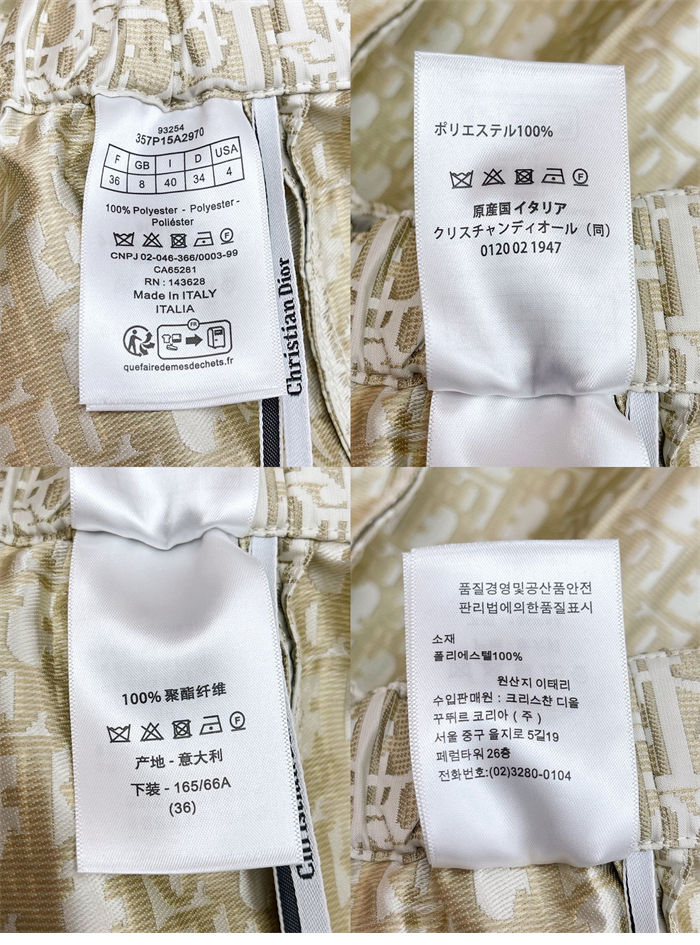 93254
357P15A2970
F GB I D USA
36 8 40 34 4
100% Polyester - Polyester -
Poliéster
F
CNPJ 02-046-366/0003-99
CA65281
RN : 143628
Made In ITALY
ITALIA
FR
quefairedemesdechets.fr
Christian Dior
ポリエステル100%
F
原産国 イタリア
クリスチャンディオール（同）
0120 02 1947
100% 聚酯纤维
F
产地 - 意大利
下装 - 165/66A
(36)
Christian
품질경영및공산품안전
판리법에의한품질표시
소재
폴리에스텔100%
원산지 이태리
수입판매원 : 크리스찬 디올
꾸뛰르 코리아 ( 주 )
서울 중구 을지로 5길19
페럼타워 26층
전화번호:(02)3280-0104